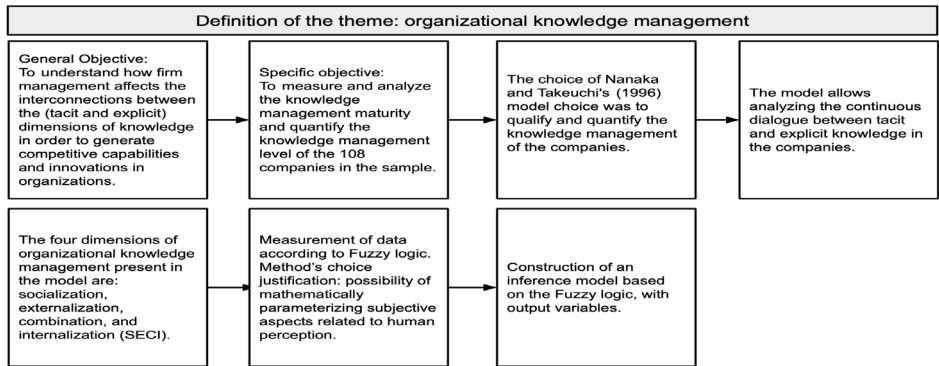 Definition of the theme: organizational knowledge management
General Objective:
To understand how firm
management affects the
interconnections between
the (tacit and explicit)
dimensions of knowledge
in order to generate
competitive capabilities
and innovations in
organizations.
Specific objective:
To measure and analyze
the knowledge
management maturity
and quantify the
knowledge management
level of the 108
companies in the sample.
The choice of Nanaka
and Takeuchi's (1996)
model choice was to
qualify and quantify the
knowledge management
of the companies.
The model allows
analyzing the continuous
dialogue between tacit
and explicit knowledge in
the companies.
The four dimensions of
organizational knowledge
management present in
the model are:
socialization,
externalization,
combination, and
internalization (SECI).
Measurement of data
according to Fuzzy logic.
Method's choice
justification: possibility of
mathematically
parameterizing subjective
aspects related to human
perception.
Construction of an
inference model based
on the Fuzzy logic, with
output variables.